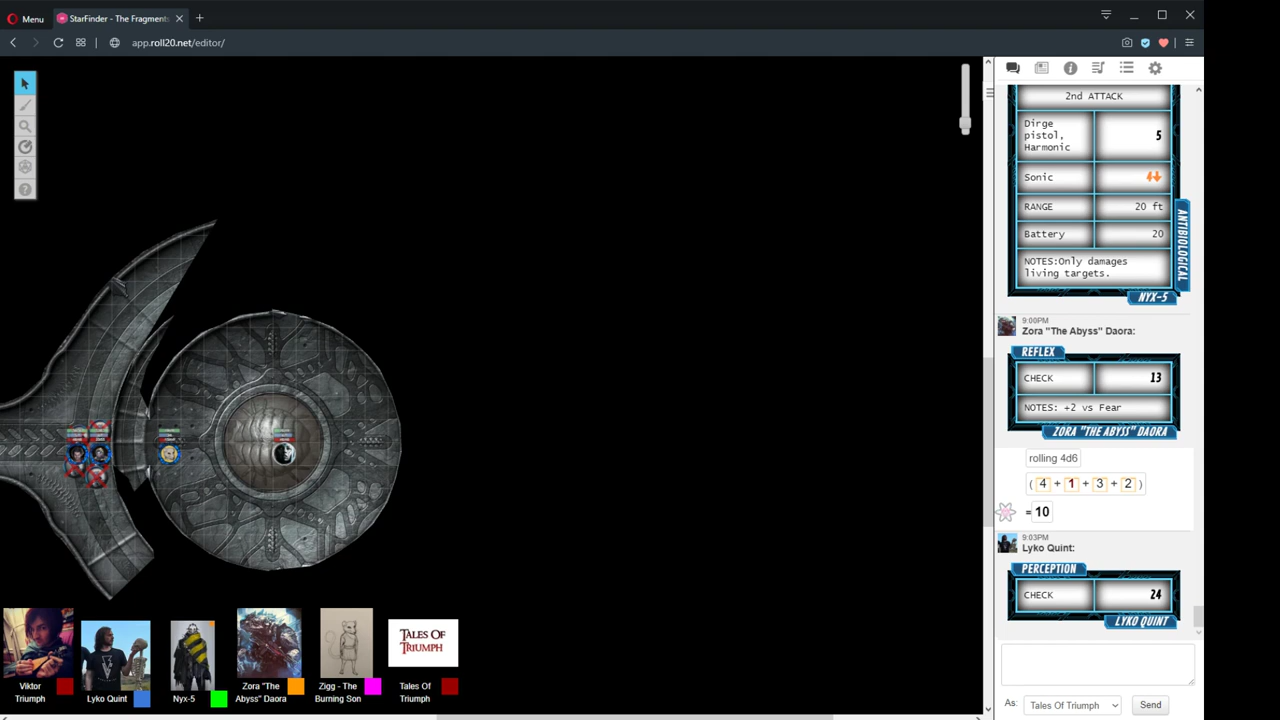 Menu
StarFinder - The Fragments
app.roll20.net/editor/
2nd ATTACK
Dirge
pistol,
Harmonic
5
Sonic
RANGE
20 ft
Battery
20
NOTES:Only damages
living targets.
ANTIBIOLOGICAL
NYX-5
9:00PM
Zora "The Abyss" Daora:
REFLEX
CHECK
13
NOTES: +2 vs Fear
ZORA "THE ABYSS" DAORA
rolling 4d6
( 4 + 1 + 3 + 2 )
= 10
9:03PM
Lyko Quint:
PERCEPTION
CHECK
24
LYKO QUINT
TALES OF
TRIUMPH
Viktor
Triumph
Lyko Quint
Nyx-5
Zora "The
Abyss" Daora
Zigg - The
Burning Son
Tales Of
Triumph
As:
Tales Of Triumph
Send